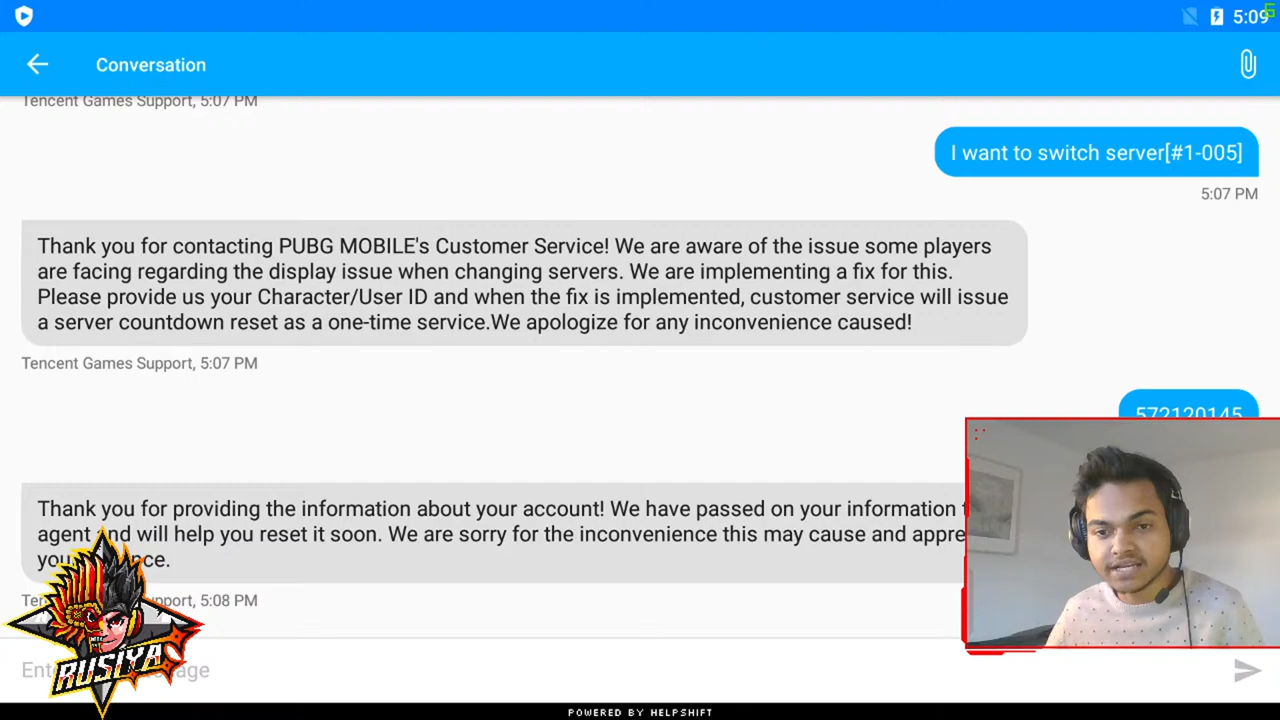 5:09
Conversation
Tencent Games Support, 5:07 PM
I want to switch server[#1-005]
5:07 PM
Thank you for contacting PUBG MOBILE's Customer Service! We are aware of the issue some players
are facing regarding the display issue when changing servers. We are implementing a fix for this.
Please provide us your Character/User ID and when the fix is implemented, customer service will issue
a server countdown reset as a one-time service.We apologize for any inconvenience caused!
Tencent Games Support, 5:07 PM
572120145
Thank you for providing the information about your account! We have passed on your information
agent and will help you reset it soon. We are sorry for the inconvenience this may cause and
5:08 PM
RUSIYA
POWERED BY HELPSHIFT